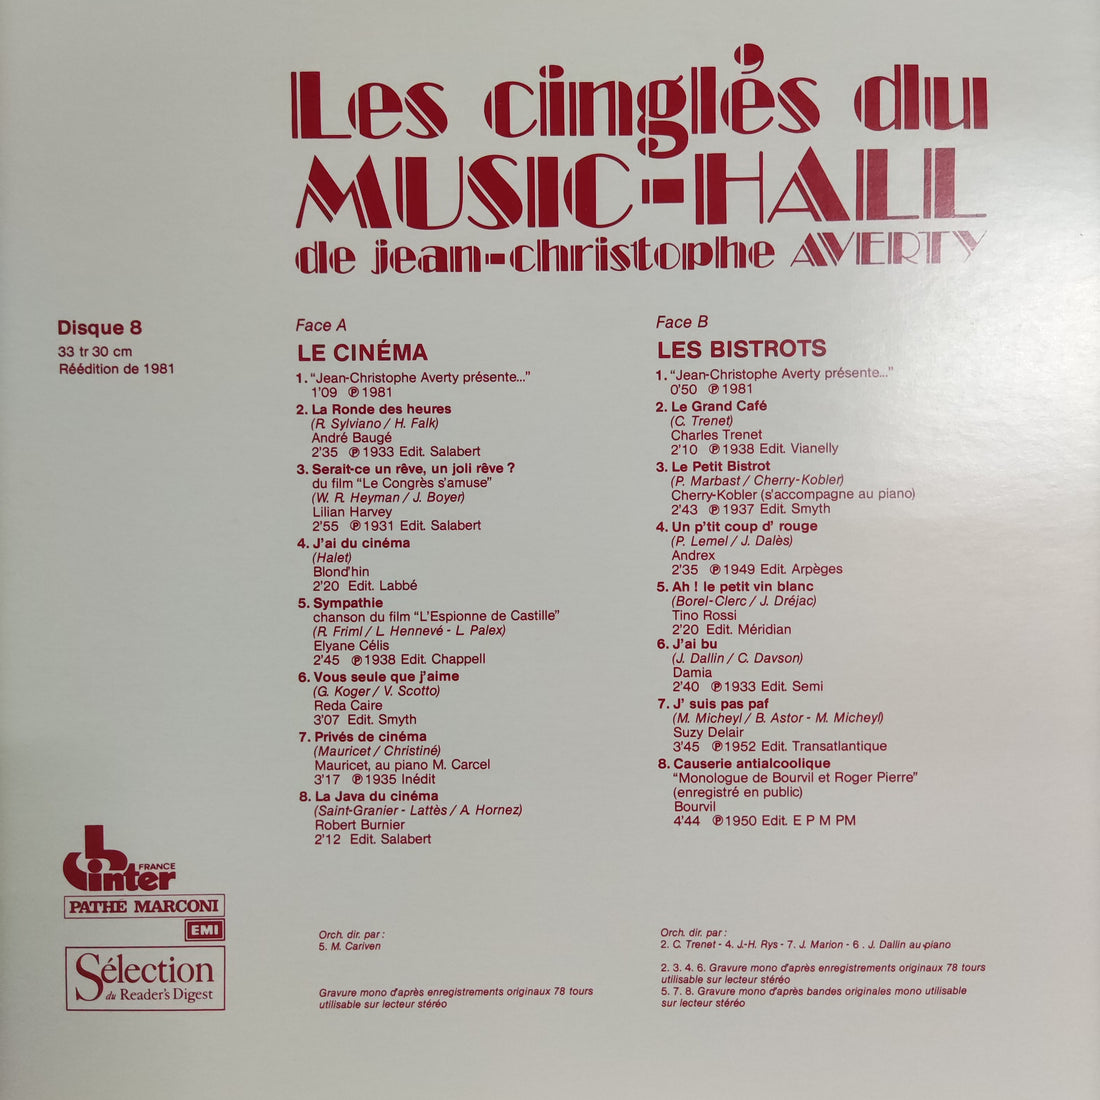 Les cinglés du
MUSIC-HALL
de jean-christophe AVERTY
Disque 8
33 tr 30 cm
Réédition de 1981
Face A
LE CINÉMA
1. “Jean-Christophe Averty présente...”
1'09 ℗ 1981
2. La Ronde des heures
(R. Sylviano / H. Falk)
André Baugé
2'35 ℗ 1933 Edit. Salabert
3. Serait-ce un rêve, un joli rêve ?
du film “Le Congrès s'amuse”
(W. R. Heyman / J. Boyer)
Lilian Harvey
2'55 ℗ 1931 Edit. Salabert
4. J'ai du cinéma
(Halet)
Blond'hin
2'20 Edit. Labbé
5. Sympathie
chanson du film “L'Espionne de Castille”
(R. Friml / L. Hennevé - L. Palex)
Elyane Célis
2'45 ℗ 1938 Edit. Chappell
6. Vous seule que j'aime
(G. Koger / V. Scotto)
Reda Caire
3'07 Edit. Smyth
7. Privés de cinéma
(Mauricet / Christiné)
Mauricet, au piano M. Carcel
3'17 ℗ 1935 Inédit
8. La Java du cinéma
(Saint-Granier - Lattès / A. Hornez)
Robert Burnier
2'12 Edit. Salabert
Orch. dir. par :
5. M. Cariven
Gravure mono d'après enregistrements originaux 78 tours
utilisable sur lecteur stéréo
Face B
LES BISTROTS
1. “Jean-Christophe Averty présente...”
0'50 ℗ 1981
2. Le Grand Café
(C. Trenet)
Charles Trenet
2'10 ℗ 1938 Edit. Vianelly
3. Le Petit Bistrot
(P. Marbast / Cherry-Kobler)
Cherry-Kobler (s'accompagne au piano)
2'43 ℗ 1937 Edit. Smyth
4. Un p'tit coup d' rouge
(P. Lemel / J. Dalès)
Andrex
2'35 ℗ 1949 Edit. Arpèges
5. Ah ! le petit vin blanc
(Borel-Clerc / J. Dréjac)
Tino Rossi
2'20 Edit. Méridian
6. J'ai bu
(J. Dallin / C. Davson)
Damia
2'40 ℗ 1933 Edit. Semi
7. J' suis pas paf
(M. Micheyl / B. Astor - M. Micheyl)
Suzy Delair
3'45 ℗ 1952 Edit. Transatlantique
8. Causerie antialcoolique
“Monologue de Bourvil et Roger Pierre”
(enregistré en public)
Bourvil
4'44 ℗ 1950 Edit. E P M PM
Orch. dir. par :
2. C. Trenet - 4. J.-H. Rys - 7. J. Marion - 6 . J. Dallin au piano
2. 3. 4. 6. Gravure mono d'après enregistrements originaux 78 tours
utilisable sur lecteur stéréo
5. 7. 8. Gravure mono d'après bandes originales mono utilisable
sur lecteur stéréo
FRANCE
inter
PATHÉ MARCONI
EMI
Sélection
du Reader's Digest